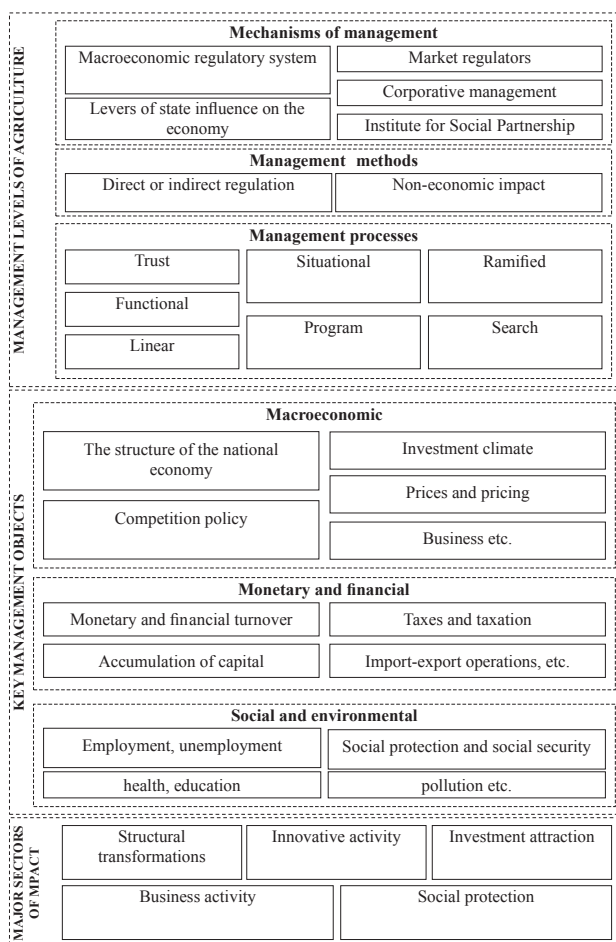 MANAGEMENT LEVELS OF AGRICULTURE
Mechanisms of management
Macroeconomic regulatory system
Levers of state influence on the
economy
Market regulators
Corporative management
Institute for Social Partnership
Management methods
Direct or indirect regulation
Non-economic impact
Management processes
Trust
Functional
Linear
Situational
Program
Ramified
Search
KEY MANAGEMENT OBJECTS
Macroeconomic
The structure of the national
economy
Competition policy
Investment climate
Prices and pricing
Business etc.
Monetary and financial
Monetary and financial turnover
Taxes and taxation
Accumulation of capital
Import-export operations, etc.
Social and environmental
Employment, unemployment
Social protection and social security
health, education
pollution etc.
MAJOR SECTORS
OF MPACT
Structural
transformations
Innovative activity
Investment attraction
Business activity
Social protection